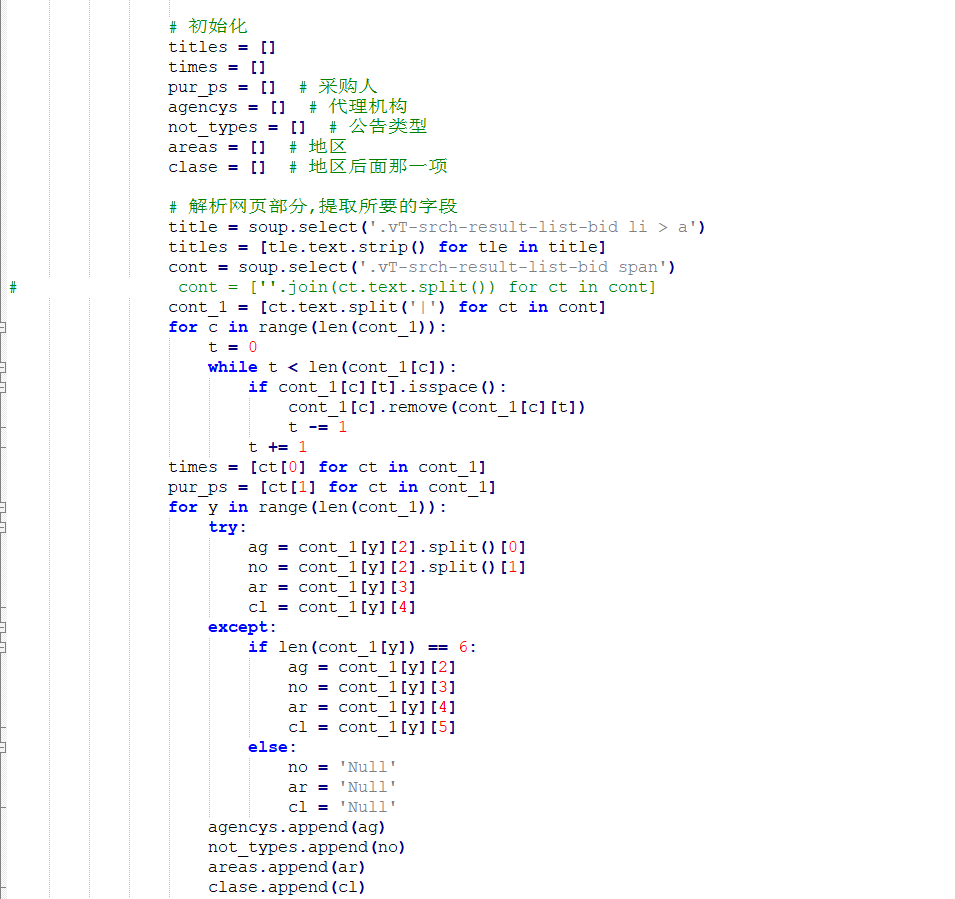 # 初始化
titles = []
times = []
pur_ps = []  # 采购人
agencys = []  # 代理机构
not_types = []  # 公告类型
areas = []  # 地区
clase = []  # 地区后面那一项
# 解析网页部分,提取所要的字段
title = soup.select('.vT-srch-result-list-bid li > a')
titles = [tle.text.strip() for tle in title]
cont = soup.select('.vT-srch-result-list-bid span')
#                cont = [''.join(ct.text.split()) for ct in cont]
cont_1 = [ct.text.split('|') for ct in cont]
for c in range(len(cont_1)):
    t = 0
    while t < len(cont_1[c]):
        if cont_1[c][t].isspace():
            cont_1[c].remove(cont_1[c][t])
            t -= 1
        t += 1
times = [ct[0] for ct in cont_1]
pur_ps = [ct[1] for ct in cont_1]
for y in range(len(cont_1)):
    try:
        ag = cont_1[y][2].split()[0]
        no = cont_1[y][2].split()[1]
        ar = cont_1[y][3]
        cl = cont_1[y][4]
    except:
        if len(cont_1[y]) == 6:
            ag = cont_1[y][2]
            no = cont_1[y][3]
            ar = cont_1[y][4]
            cl = cont_1[y][5]
        else:
            no = 'Null'
            ar = 'Null'
            cl = 'Null'
    agencys.append(ag)
    not_types.append(no)
    areas.append(ar)
    clase.append(cl)